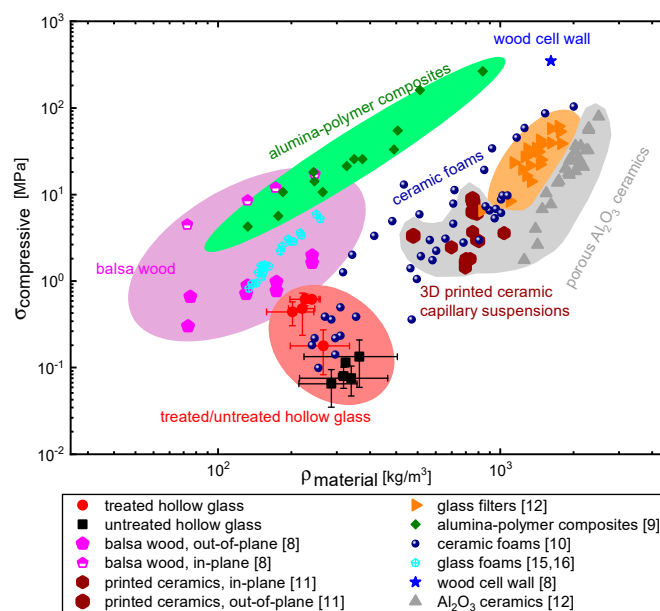 wood cell wall
10³
10²
10¹
10⁰
10⁻¹
10⁻²
σcompressive [MPa]
alumina-polymer composites
ceramic foams
porous Al₂O₃ ceramics
balsa wood
3D printed ceramic
capillary suspensions
treated/untreated hollow glass
10²
10³
ρmaterial [kg/m³]
treated hollow glass
untreated hollow glass
balsa wood, out-of-plane [8]
balsa wood, in-plane [8]
printed ceramics, in-plane [11]
printed ceramics, out-of-plane [11]
glass filters [12]
alumina-polymer composites [9]
ceramic foams [10]
glass foams [15,16]
wood cell wall [8]
Al₂O₃ ceramics [12]